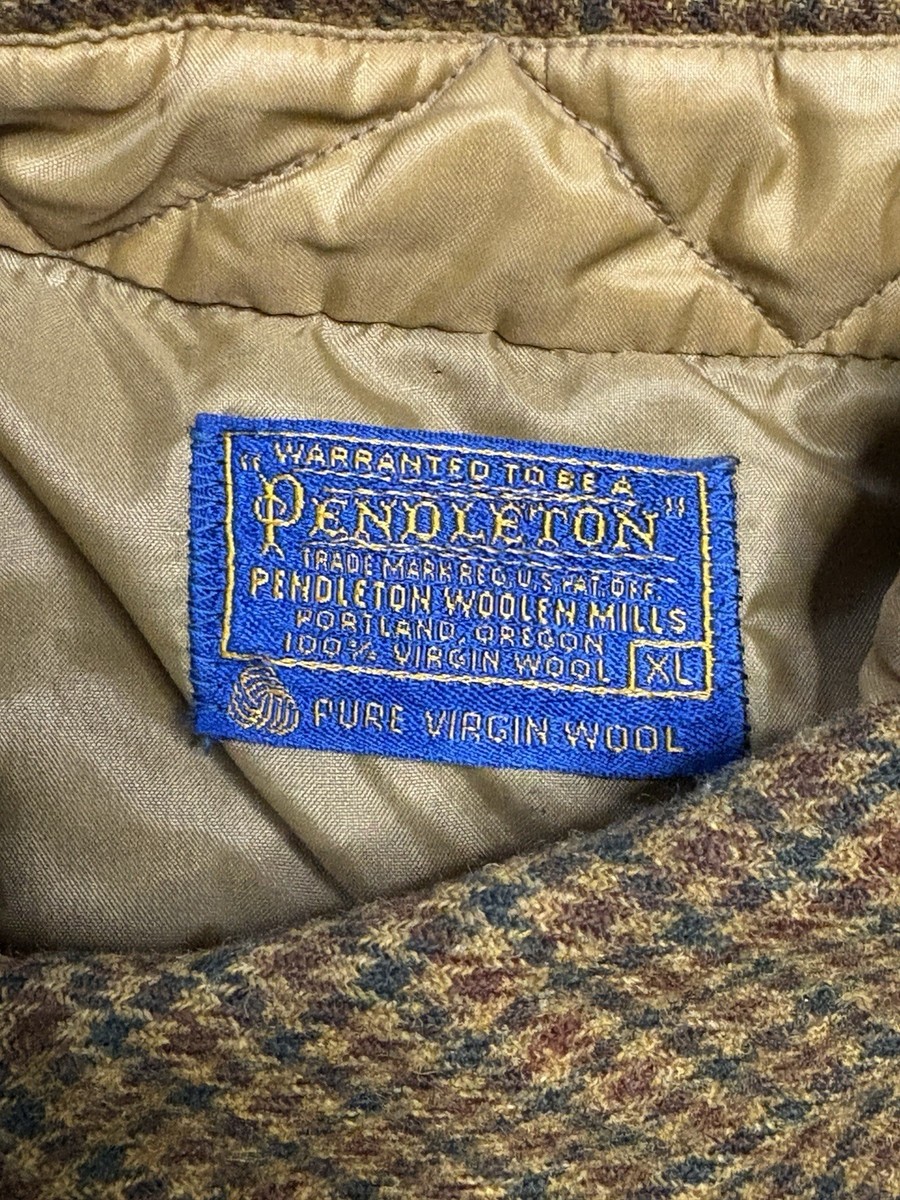 WARRANTED TO BE A
"PENDLETON"
TRADE MARK REG. U.S. PAT. OFF.
PENDLETON WOOLEN MILLS
PORTLAND, OREGON
100% VIRGIN WOOL XL
PURE VIRGIN WOOL